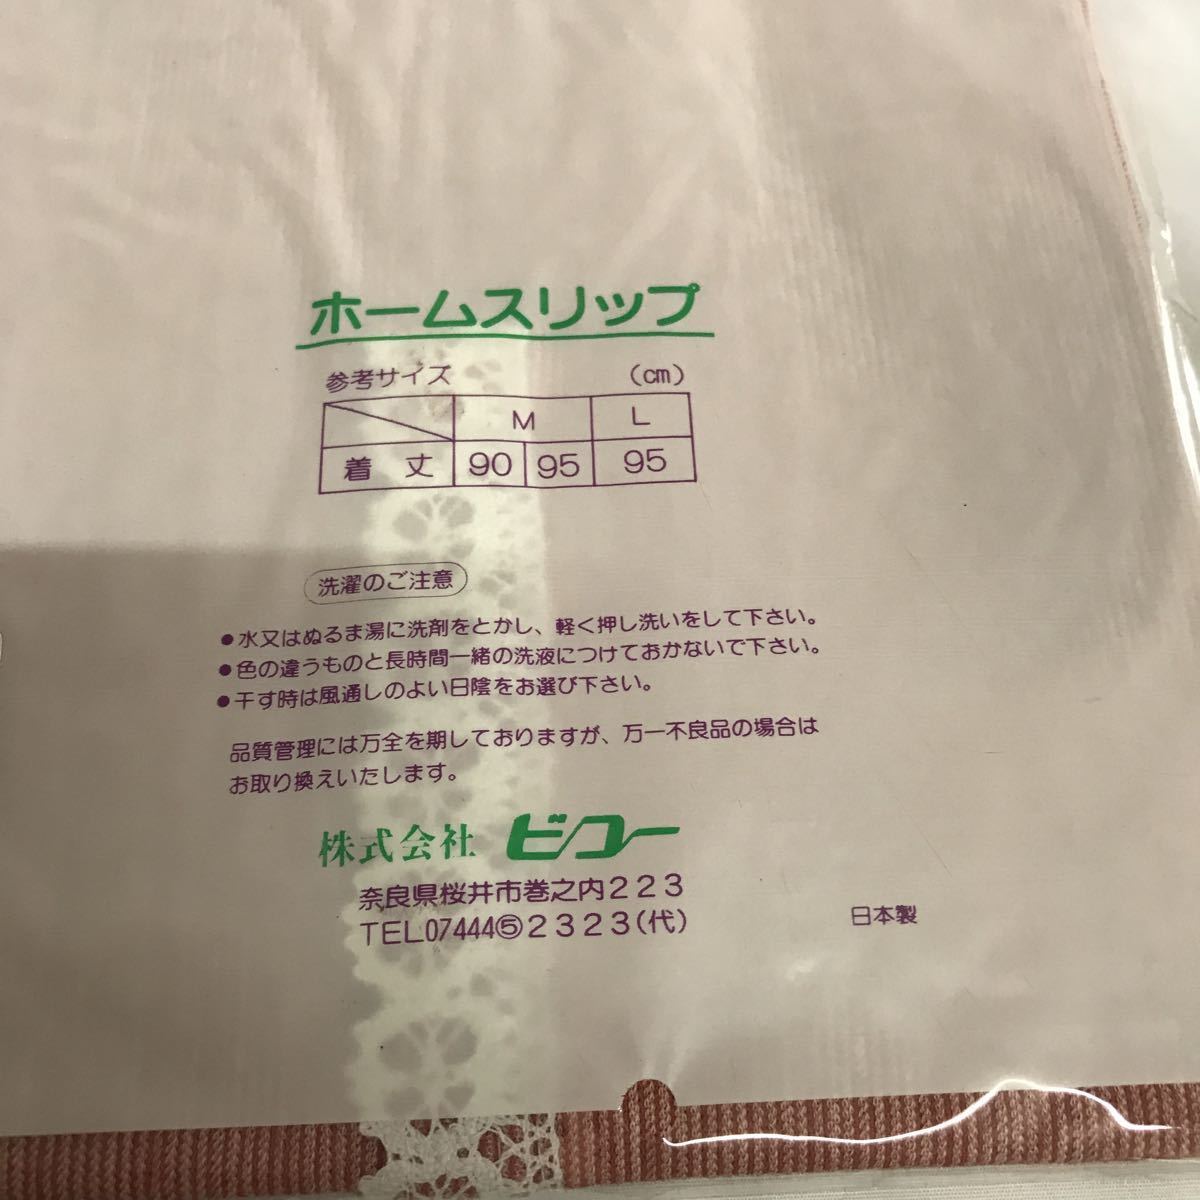 ホームスリップ
参考サイズ (cm)
M L
着丈 90 95 95
洗濯のご注意
●水又はぬるま湯に洗剤をとかし、軽く押し洗いをして下さい。
●色の違うものと長時間一緒の洗液につけておかないで下さい。
●干す時は風通しのよい日陰をお選び下さい。
品質管理には万全を期しておりますが、万一不良品の場合は
お取り換えいたします。
株式会社 ビユー
奈良県桜井市巻之内223
TEL07444⑤2323(代) 日本製